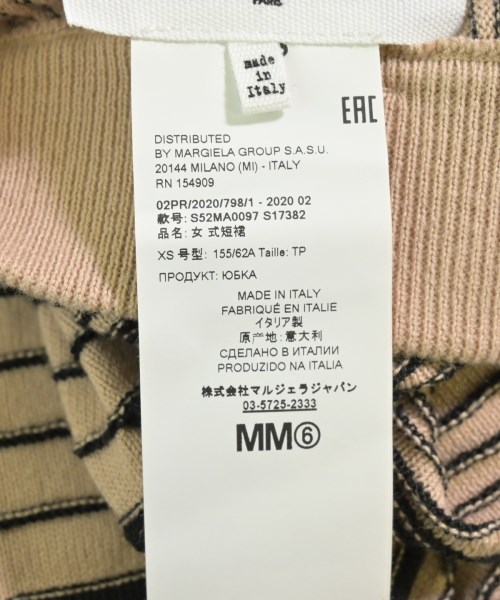 PARIS
made
in
Italy
EAC
DISTRIBUTED
BY MARGIELA GROUP S.A.S.U.
20144 MILANO (MI) - ITALY
RN 154909
02PR/2020/798/1 - 2020 02
款号: S52MA0097 S17382
品名: 女 式短裙
XS 号型: 155/62A Taille: TP
ПРОДУКТ: ЮБКА
MADE IN ITALY
FABRIQUÉ EN ITALIE
イタリア製
原产地: 意大利
СДЕЛАНО В ИТАЛИИ
PRODUZIDO NA ITALIA
株式会社マルジェラジャパン
03-5725-2333
MM⑥